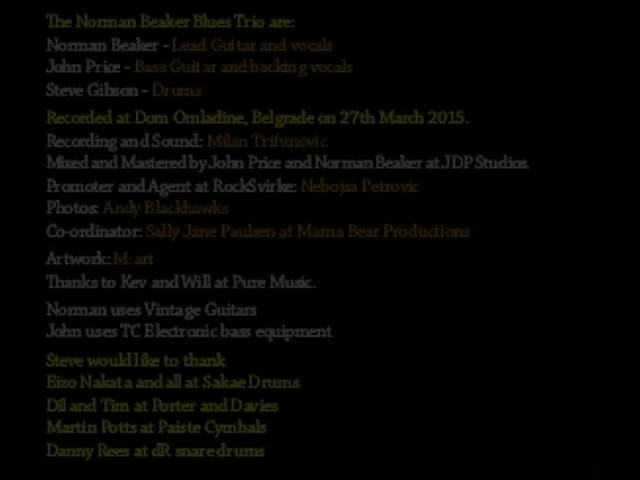 The Norman Beaker Blues Trio are:
Norman Beaker - Lead Guitar and vocals
John Price - Bass Guitar and backing vocals
Steve Gibson - Drums
Recorded at Dom Omladine, Belgrade on 27th March 2015.
Recording and Sound: Milan Trifunovic
Mixed and Mastered by John Price and Norman Beaker at JDP Studios.
Promoter and Agent at RockSvirke: Nebojsa Petrovic
Photos: Andy Blackhawks
Co-ordinator: Sally Jane Paulsen at Mama Bear Productions
Artwork: M:art
Thanks to Kev and Will at Pure Music.
Norman uses Vintage Guitars
John uses TC Electronic bass equipment
Steve would like to thank
Eizo Nakata and all at Sakae Drums
Dil and Tim at Porter and Davies
Martin Potts at Paiste Cymbals
Danny Rees at dR snare drums